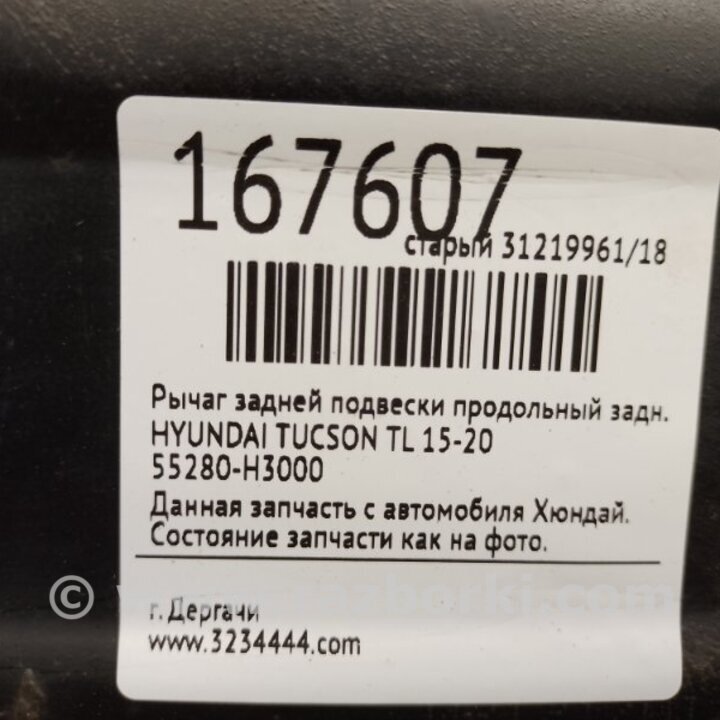 167607
старый 31219961/18
Рычаг задней подвески продольный задн.
HYUNDAI TUCSON TL 15-20
55280-H3000
Данная запчасть с автомобиля Хюндай.
Состояние запчасти как на фото.
г. Дергачи
www.3234444.com